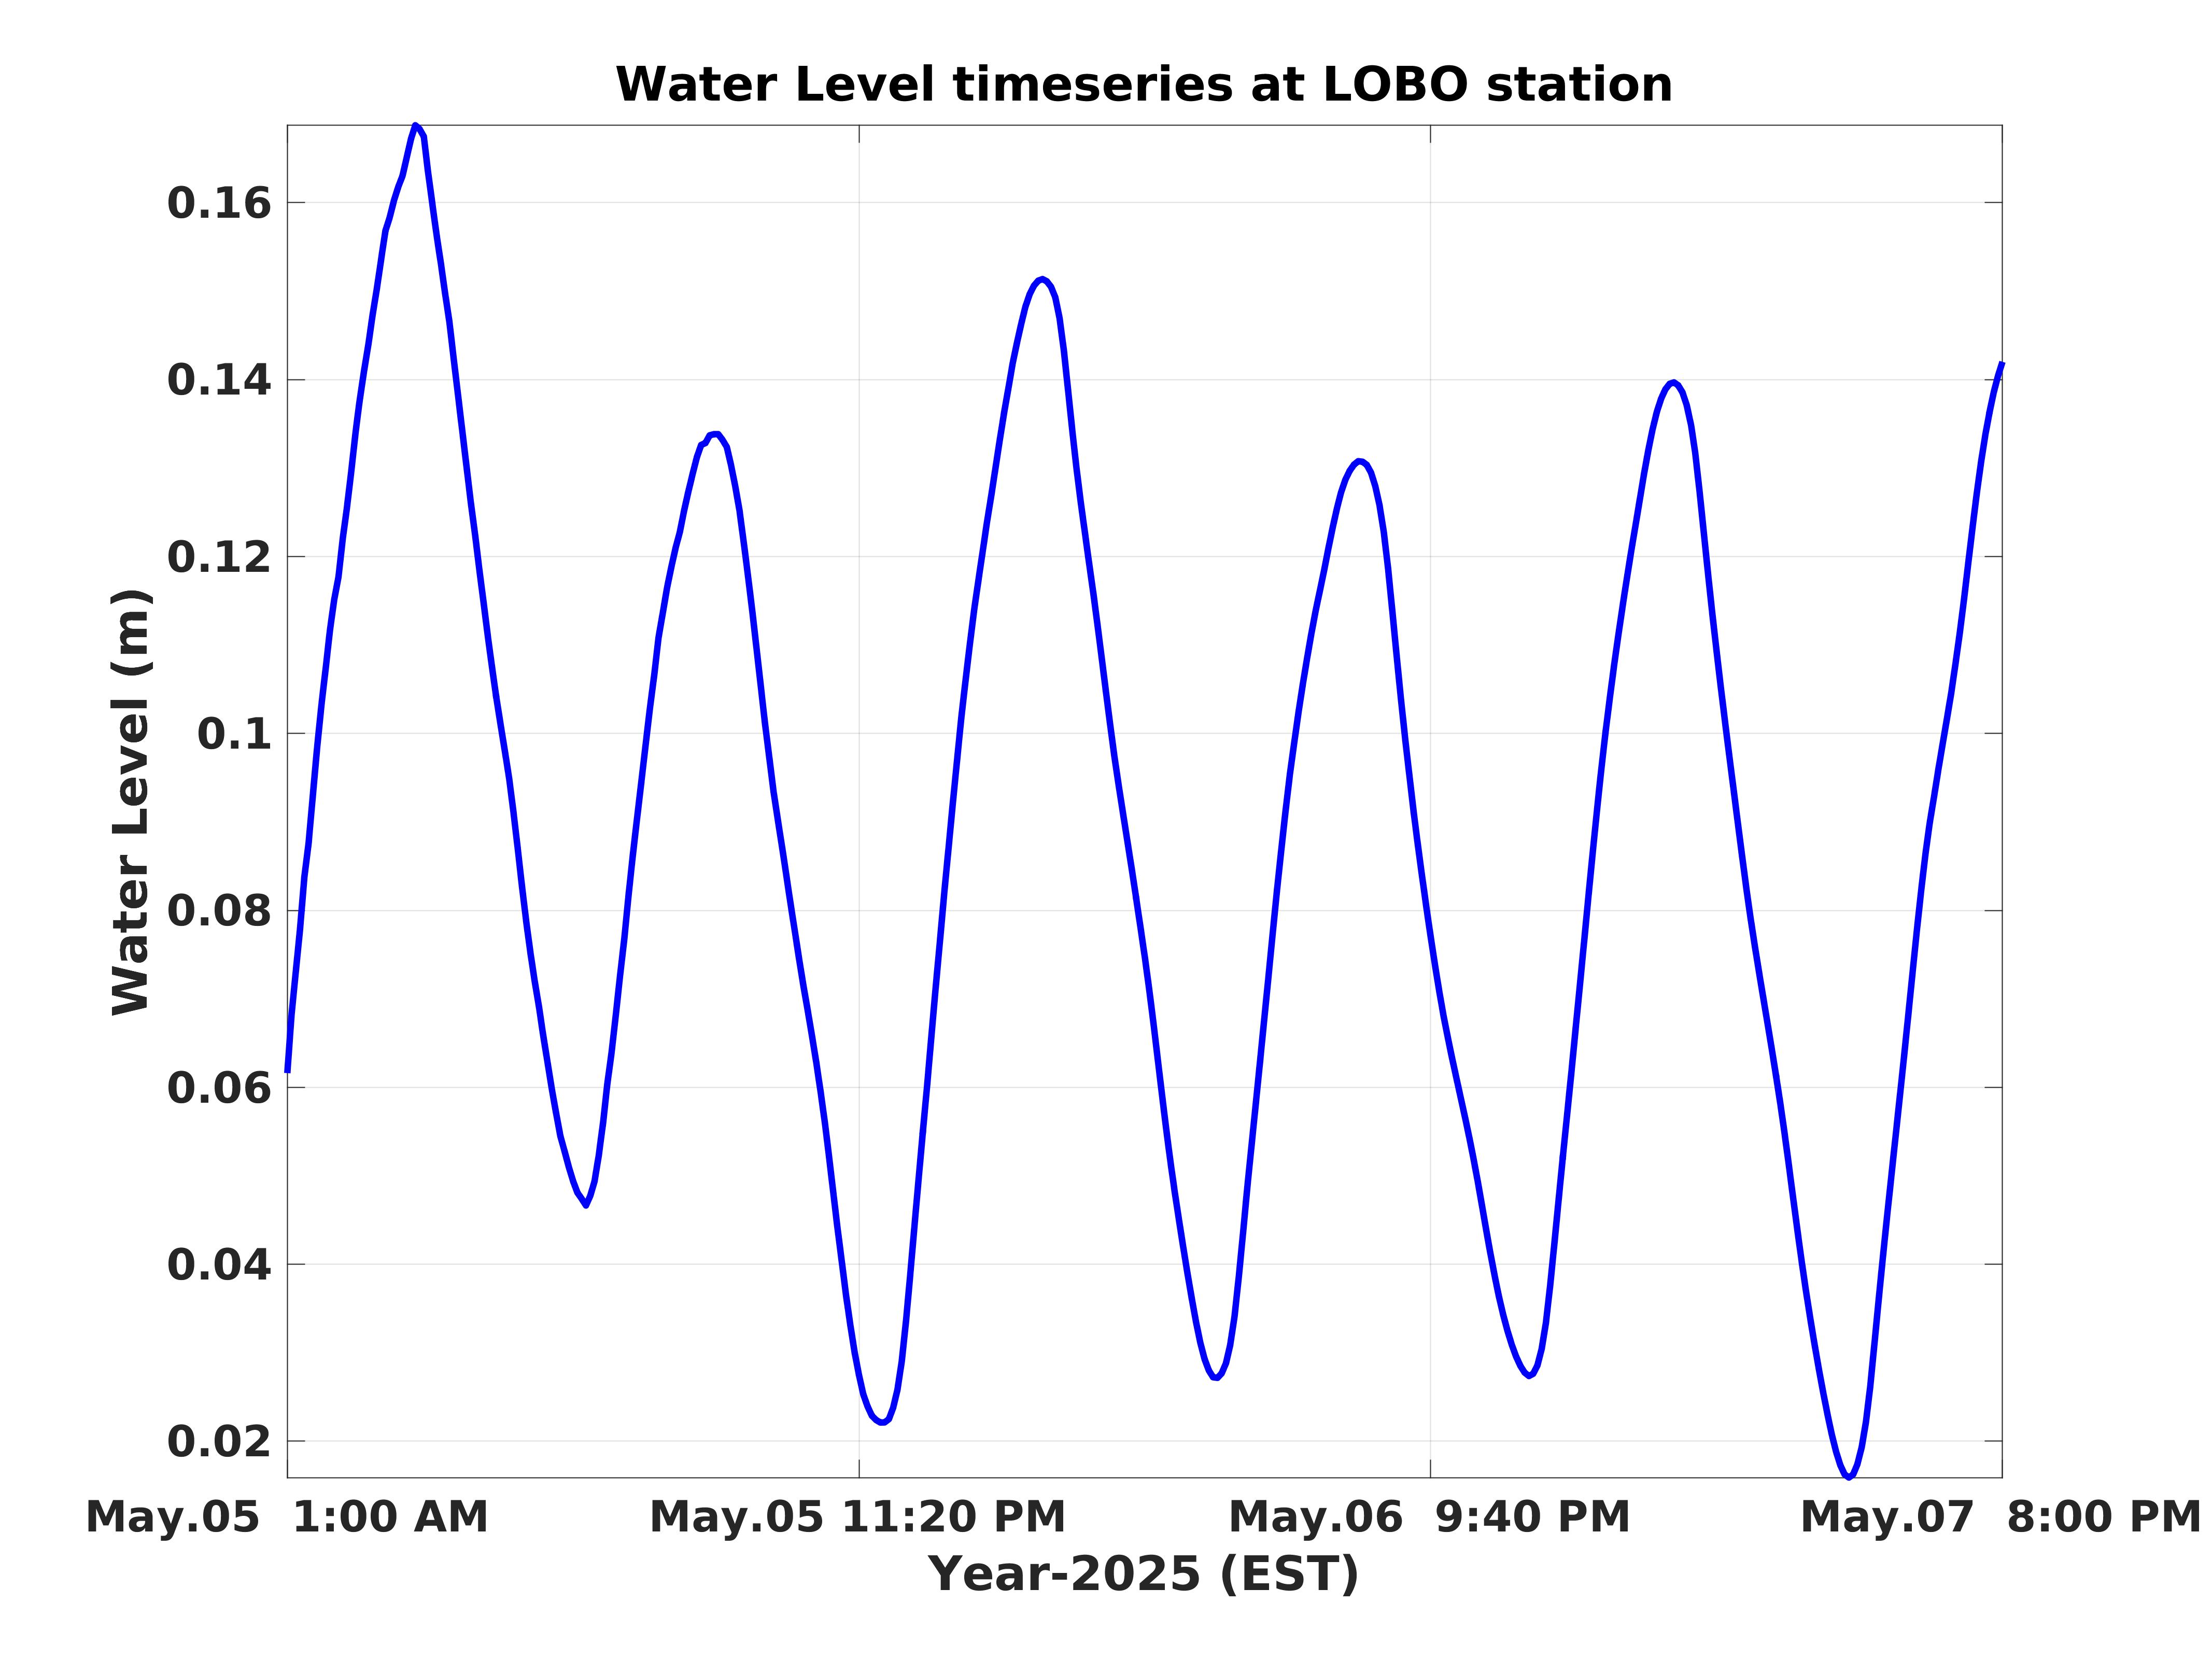 Water Level timeseries at LOBO station
0.16
0.14
0.12
0.1
0.08
0.06
0.04
0.02
Water Level (m)
May.05 1:00 AM
May.05 11:20 PM
May.06 9:40 PM
May.07 8:00 PM
Year-2025 (EST)